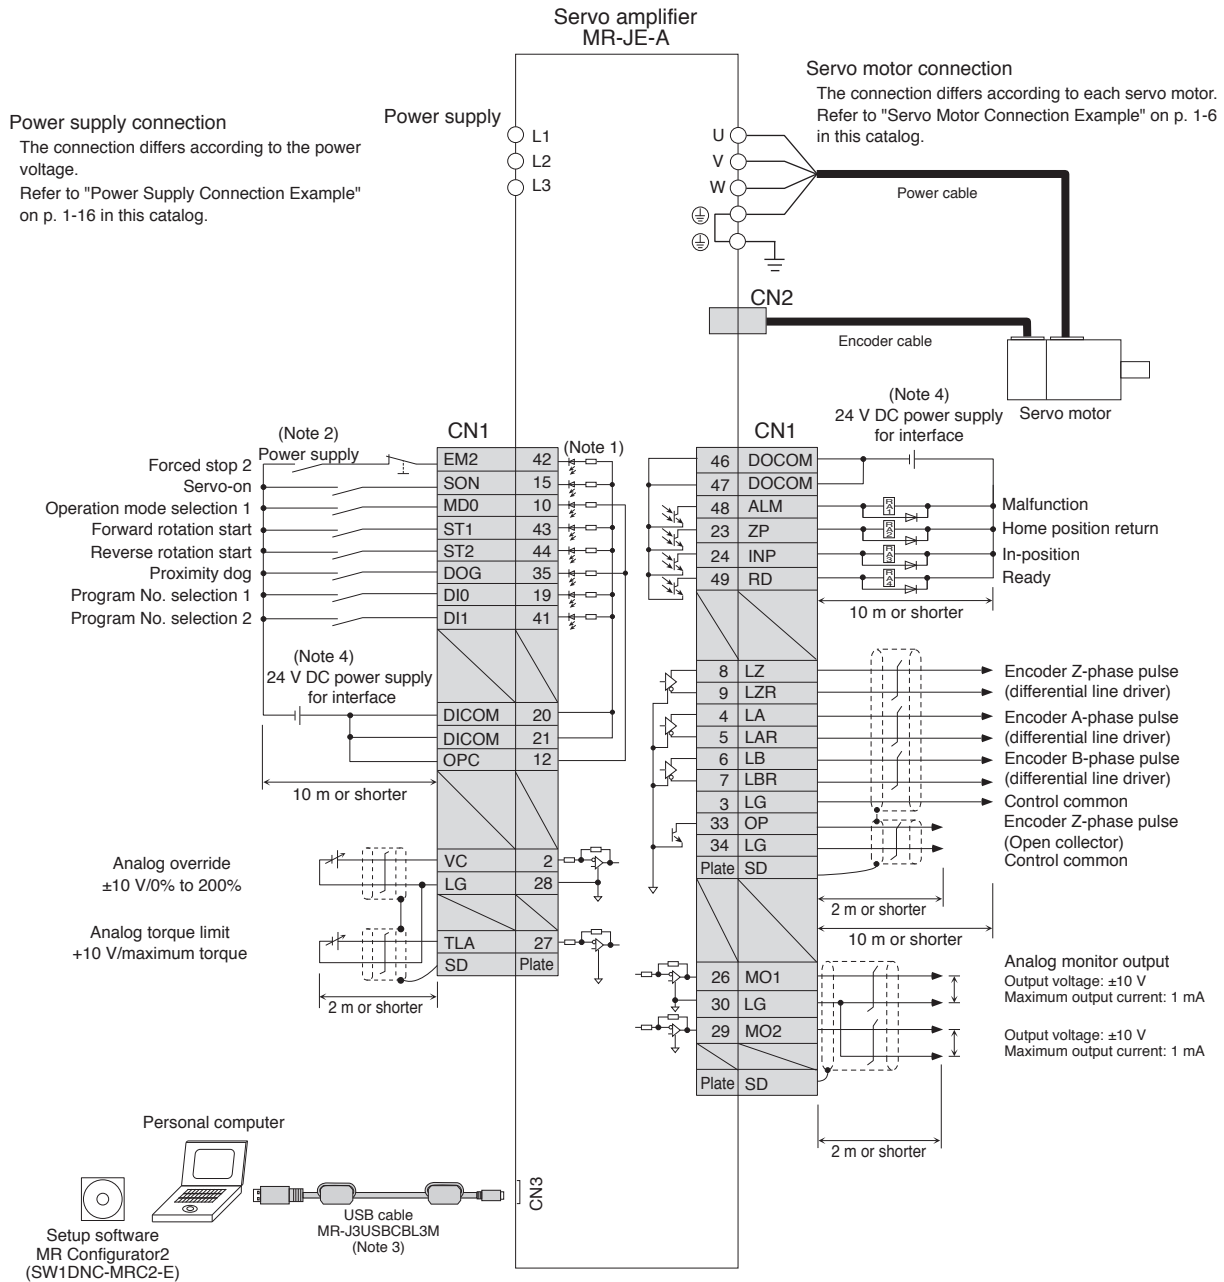 Servo amplifier
MR-JE-A
Power supply connection
The connection differs according to the power
voltage.
Refer to "Power Supply Connection Example"
on p. 1-16 in this catalog.
Power supply
L1
L2
L3
Servo motor connection
The connection differs according to each servo motor.
Refer to "Servo Motor Connection Example" on p. 1-6
in this catalog.
U
V
W
Power cable
CN2
Encoder cable
Servo motor
(Note 2)
Power supply
CN1
(Note 1)
Forced stop 2
EM2 42
Servo-on
SON 15
Operation mode selection 1
MD0 10
Forward rotation start
ST1 43
Reverse rotation start
ST2 44
Proximity dog
DOG 35
Program No. selection 1
DI0 19
Program No. selection 2
DI1 41
(Note 4)
24 V DC power supply
for interface
DICOM 20
DICOM 21
OPC 12
10 m or shorter
Analog override
±10 V/0% to 200%
VC 2
LG 28
Analog torque limit
+10 V/maximum torque
TLA 27
SD Plate
2 m or shorter
(Note 4)
24 V DC power supply
for interface
CN1
46 DOCOM
47 DOCOM
48 ALM
RA1
Malfunction
23 ZP
RA2
Home position return
24 INP
RA3
In-position
49 RD
RA4
Ready
10 m or shorter
8 LZ
Encoder Z-phase pulse
9 LZR
(differential line driver)
4 LA
Encoder A-phase pulse
5 LAR
(differential line driver)
6 LB
Encoder B-phase pulse
7 LBR
(differential line driver)
3 LG
Control common
33 OP
Encoder Z-phase pulse
(Open collector)
34 LG
Control common
Plate SD
2 m or shorter
10 m or shorter
Analog monitor output
26 MO1
Output voltage: ±10 V
Maximum output current: 1 mA
30 LG
29 MO2
Output voltage: ±10 V
Maximum output current: 1 mA
Plate SD
2 m or shorter
Personal computer
CN3
USB cable
MR-J3USBCBL3M
(Note 3)
Setup software
MR Configurator2
(SW1DNC-MRC2-E)